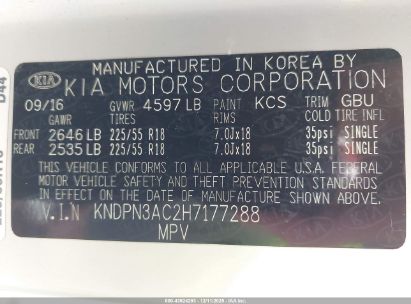 MANUFACTURED IN KOREA BY
KIA KIA MOTORS CORPORATION
09/16 GVWR 4597 LB PAINT KCS TRIM GBU
GAWR TIRES RIMS COLD TIRE INFL
FRONT 2646 LB 225/55 R18 7.0Jx18 35psi SINGLE
REAR 2535 LB 225/55 R18 7.0Jx18 35psi SINGLE
THIS VEHICLE CONFORMS TO ALL APPLICABLE U.S.A. FEDERAL
MOTOR VEHICLE SAFETY AND THEFT PREVENTION STANDARDS
IN EFFECT ON THE DATE OF MANUFACTURE SHOWN ABOVE.
V.I.N KNDPN3AC2H7177288
MPV
D44